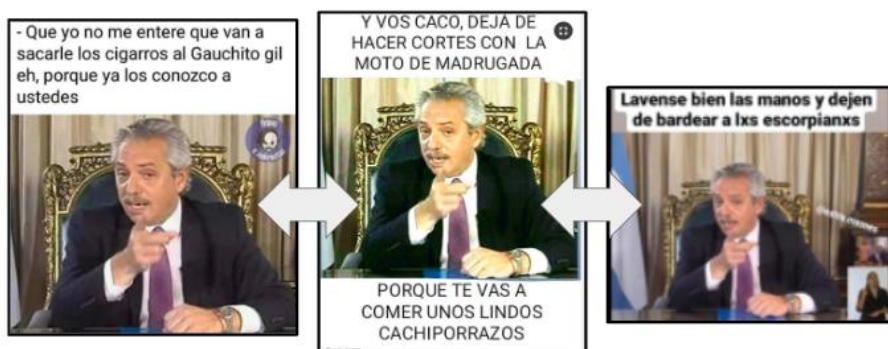 - Que yo no me entere que van a
sacarle los cigarros al Gauchito gil
eh, porque ya los conozco a
ustedes
Y VOS CACO, DEJA DE
HACER CORTES CON LA
MOTO DE MADRUGADA
PORQUE TE VAS A
COMER UNOS LINDOS
CACHIPORRAZOS
Lavense bien las manos y dejen
de bardear a lxs escorpianxs